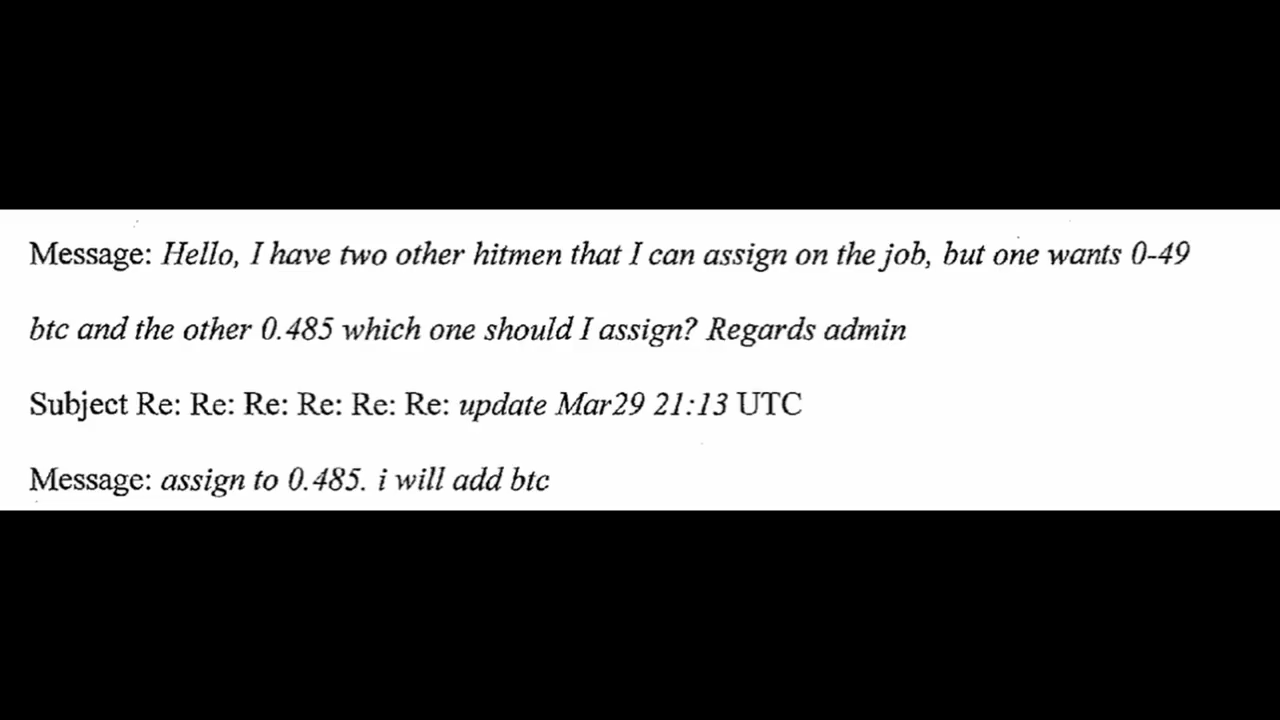 Message: Hello, I have two other hitmen that I can assign on the job, but one wants 0-49
btc and the other 0.485 which one should I assign? Regards admin
Subject Re: Re: Re: Re: Re: Re: update Mar29 21:13 UTC
Message: assign to 0.485. i will add btc